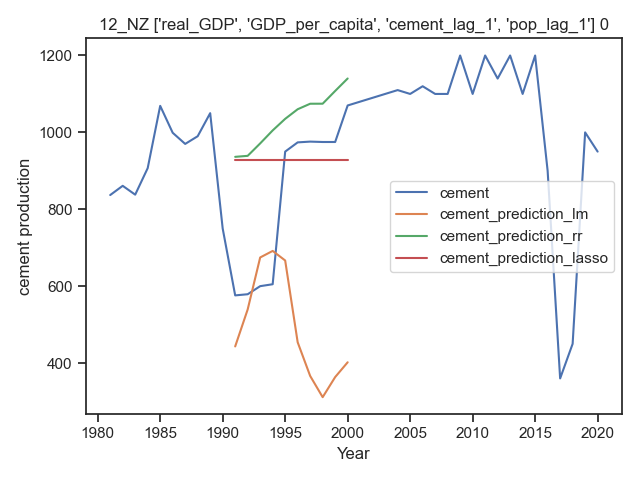 12_NZ ['real_GDP', 'GDP_per_capita', 'cement_lag_1', 'pop_lag_1'] 0
1200
1000
800
600
400
cement production
cement
cement_prediction_lm
cement_prediction_rr
cement_prediction_lasso
1980 1985 1990 1995 2000 2005 2010 2015 2020
Year